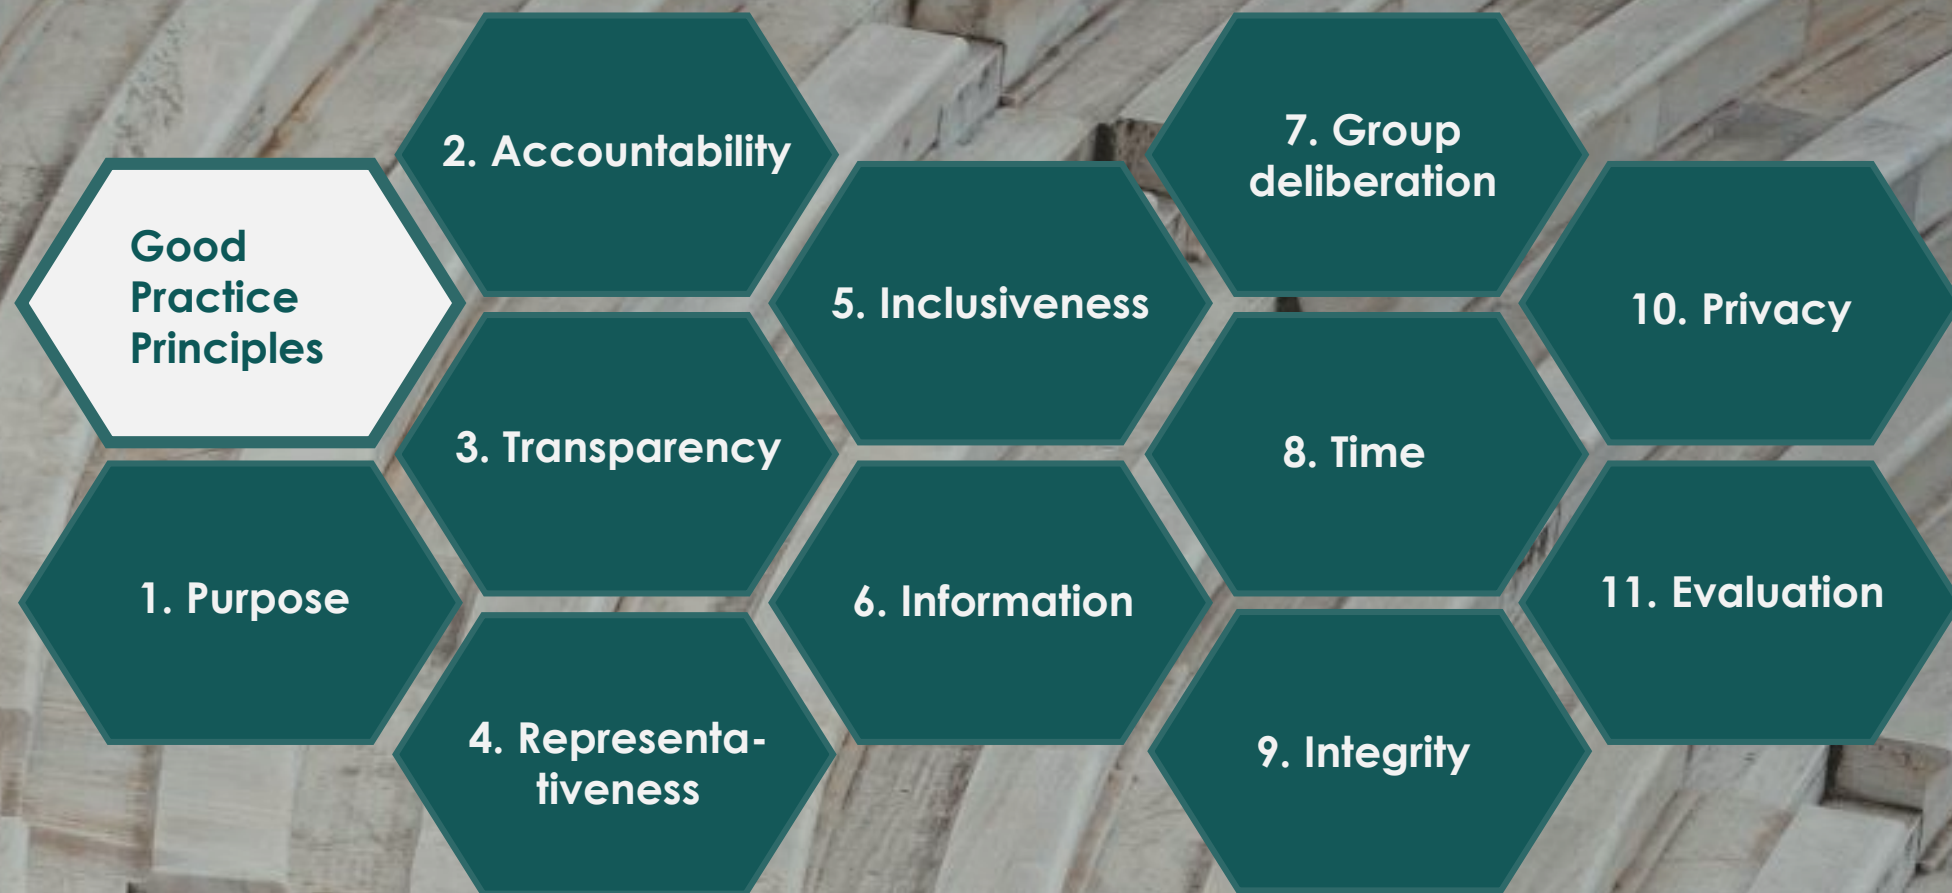 Good
Practice
Principles
1. Purpose
2. Accountability
3. Transparency
4. Representa-
tiveness
5. Inclusiveness
6. Information
7. Group
deliberation
8. Time
9. Integrity
10. Privacy
11. Evaluation